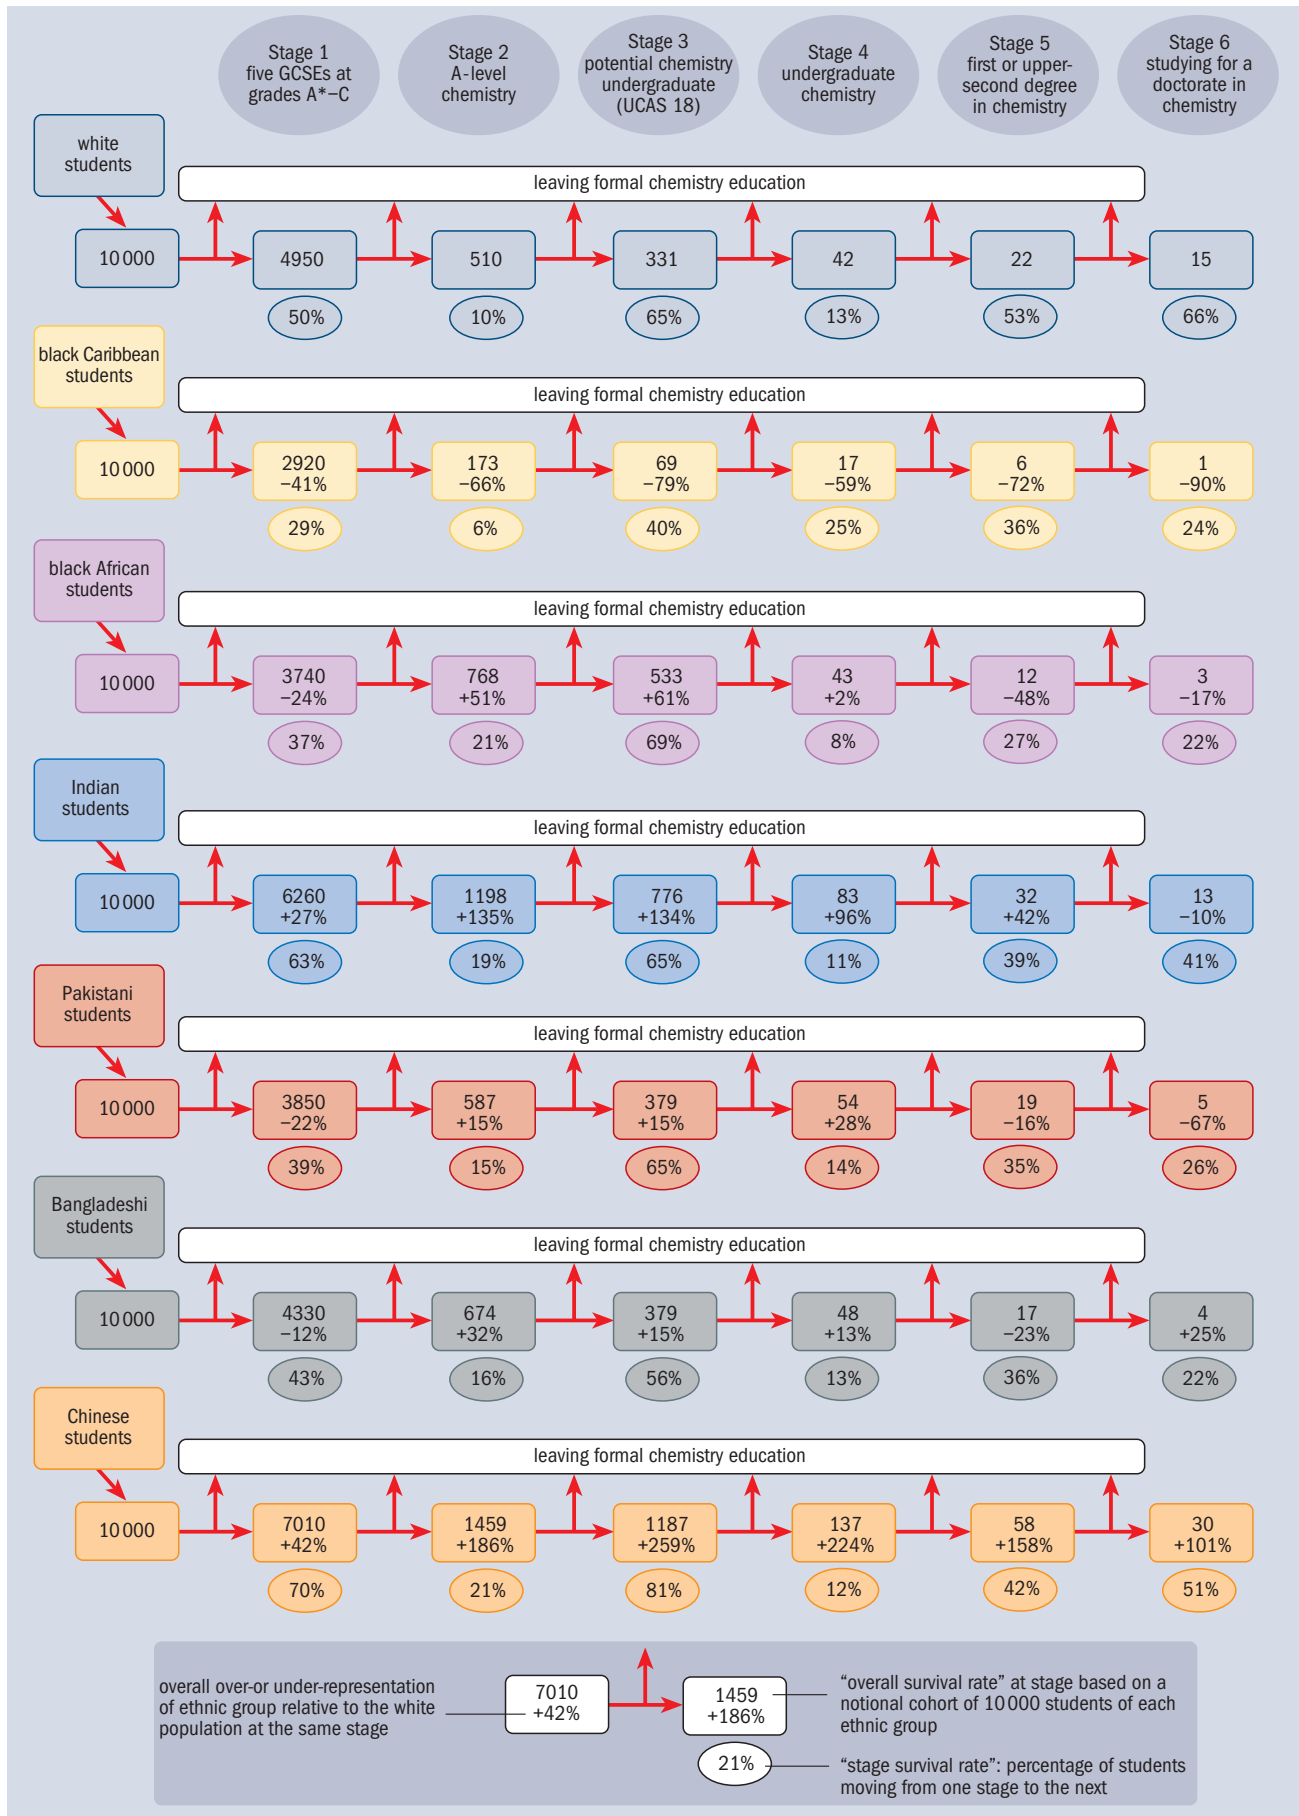 Stage 1
five GCSEs at
grades A*–C
Stage 2
A-level
chemistry
Stage 3
potential chemistry
undergraduate
(UCAS 18)
Stage 4
undergraduate
chemistry
Stage 5
first or upper-
second degree
in chemistry
Stage 6
studying for a
doctorate in
chemistry
white
students
leaving formal chemistry education
10 000
4950
510
331
42
22
15
50%
10%
65%
13%
53%
66%
black Caribbean
students
leaving formal chemistry education
10 000
2920
−41%
173
−66%
69
−79%
17
−59%
6
−72%
1
−90%
29%
6%
40%
25%
36%
24%
black African
students
leaving formal chemistry education
10 000
3740
−24%
768
+51%
533
+61%
43
+2%
12
−48%
3
−17%
37%
21%
69%
8%
27%
22%
Indian
students
leaving formal chemistry education
10 000
6260
+27%
1198
+135%
776
+134%
83
+96%
32
+42%
13
−10%
63%
19%
65%
11%
39%
41%
Pakistani
students
leaving formal chemistry education
10 000
3850
−22%
587
+15%
379
+15%
54
+28%
19
−16%
5
−67%
39%
15%
65%
14%
35%
26%
Bangladeshi
students
leaving formal chemistry education
10 000
4330
−12%
674
+32%
379
+15%
48
+13%
17
−23%
4
+25%
43%
16%
56%
13%
36%
22%
Chinese
students
leaving formal chemistry education
10 000
7010
+42%
1459
+186%
1187
+259%
137
+224%
58
+158%
30
+101%
70%
21%
81%
12%
42%
51%
overall over-or under-representation
of ethnic group relative to the white
population at the same stage
7010
+42%
1459
+186%
21%
“overall survival rate” at stage based on a
notional cohort of 10 000 students of each
ethnic group
“stage survival rate”: percentage of students
moving from one stage to the next